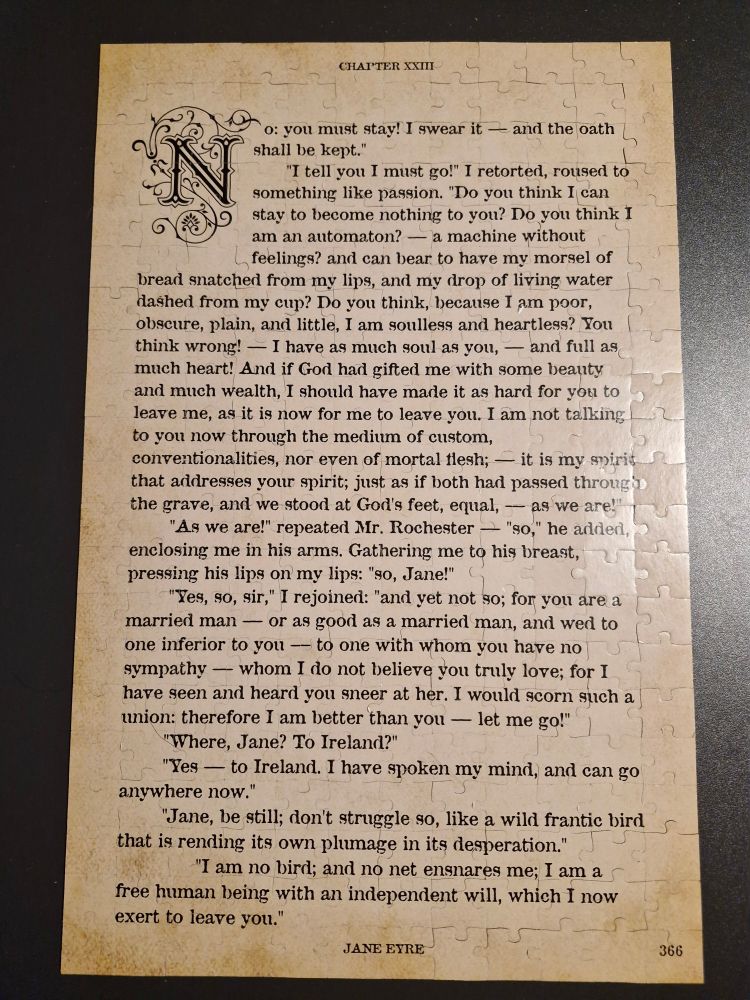 CHAPTER XXIII
No: you must stay! I swear it — and the oath
shall be kept."
"I tell you I must go!" I retorted, roused to
something like passion. "Do you think I can
stay to become nothing to you? Do you think I
am an automaton? — a machine without
feelings? and can bear to have my morsel of
bread snatched from my lips, and my drop of living water
dashed from my cup? Do you think, because I am poor,
obscure, plain, and little, I am soulless and heartless? You
think wrong! — I have as much soul as you, — and full as
much heart! And if God had gifted me with some beauty
and much wealth, I should have made it as hard for you to
leave me, as it is now for me to leave you. I am not talking
to you now through the medium of custom,
conventionalities, nor even of mortal flesh; — it is my spirit
that addresses your spirit; just as if both had passed through
the grave, and we stood at God's feet, equal, — as we are!"
"As we are!" repeated Mr. Rochester — "so," he added,
enclosing me in his arms. Gathering me to his breast,
pressing his lips on my lips: "so, Jane!"
"Yes, so, sir," I rejoined: "and yet not so; for you are a
married man — or as good as a married man, and wed to
one inferior to you — to one with whom you have no
sympathy — whom I do not believe you truly love; for I
have seen and heard you sneer at her. I would scorn such a
union: therefore I am better than you — let me go!"
"Where, Jane? To Ireland?"
"Yes — to Ireland. I have spoken my mind, and can go
anywhere now."
"Jane, be still; don't struggle so, like a wild frantic bird
that is rending its own plumage in its desperation."
"I am no bird; and no net ensnares me; I am a
free human being with an independent will, which I now
exert to leave you."
JANE EYRE
366